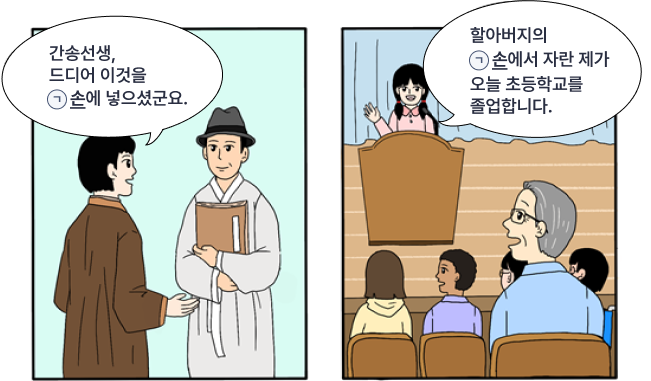 간송선생,
드디어 이것을
㉠ 손에 넣으셨군요.
할아버지의
㉠ 손에서 자란 제가
오늘 초등학교를
졸업합니다.